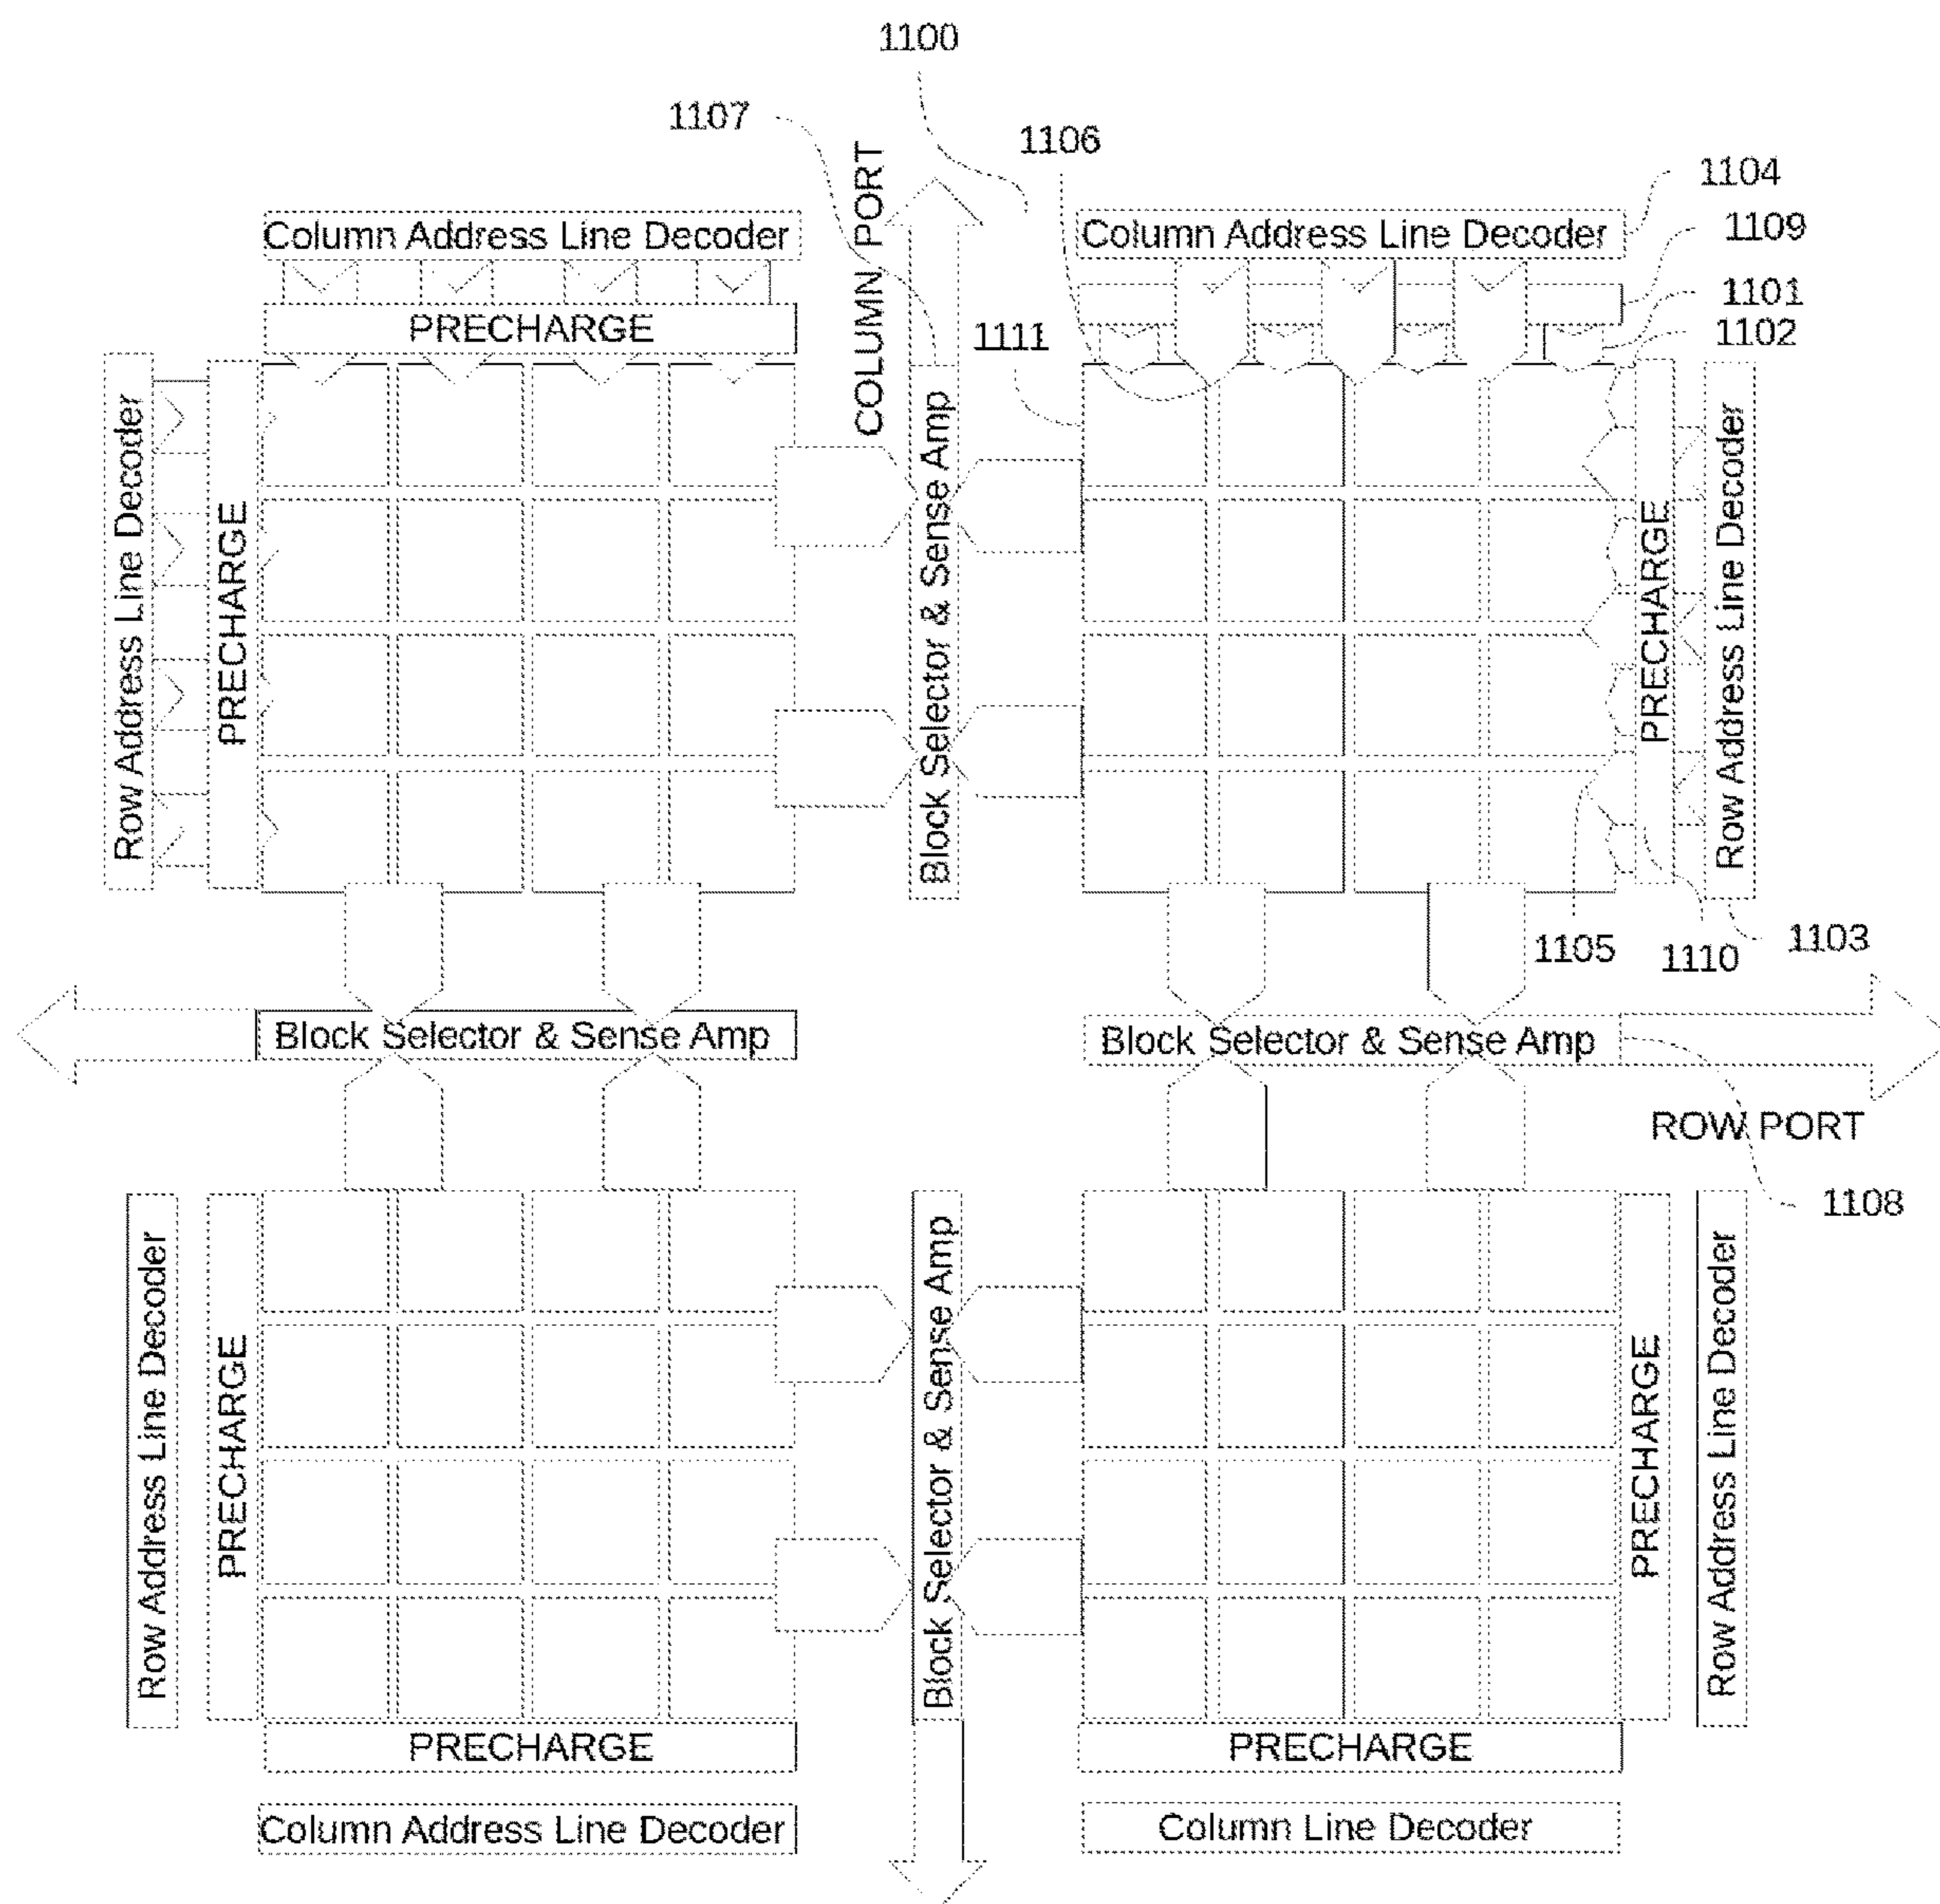 1100
1107
1106
COLUMN PORT
1104
1109
Column Address Line Decoder
Column Address Line Decoder
1101
1102
PRECHARGE
1111
Row Address Line Decoder
PRECHARGE
Block Selector & Sense Amp
PRECHARGE
Row Address Line Decoder
1105
1110
1103
Block Selector & Sense Amp
Block Selector & Sense Amp
ROW PORT
1108
Row Address Line Decoder
PRECHARGE
Block Selector & Sense Amp
PRECHARGE
Row Address Line Decoder
PRECHARGE
PRECHARGE
Column Address Line Decoder
Column Line Decoder